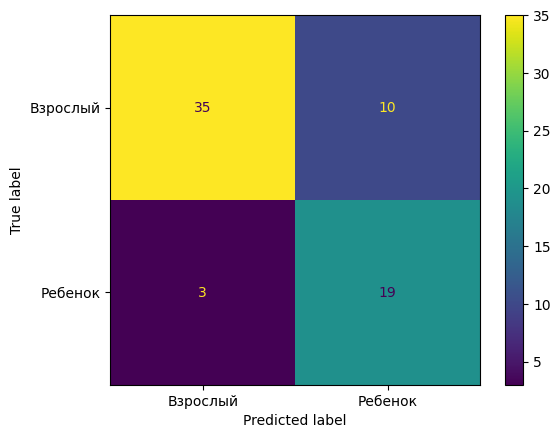 True label
Взрослый
35
10
Ребенок
3
19
Взрослый
Ребенок
Predicted label
35
30
25
20
15
10
5